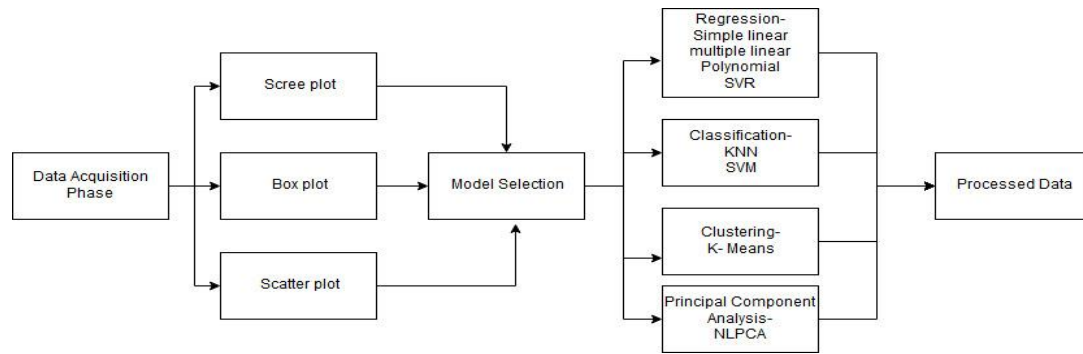 Data Acquisition
Phase
Scree plot
Box plot
Scatter plot
Model Selection
Regression-
Simple linear
multiple linear
Polynomial
SVR
Classification-
KNN
SVM
Clustering-
K- Means
Principal Component
Analysis-
NLPCA
Processed Data